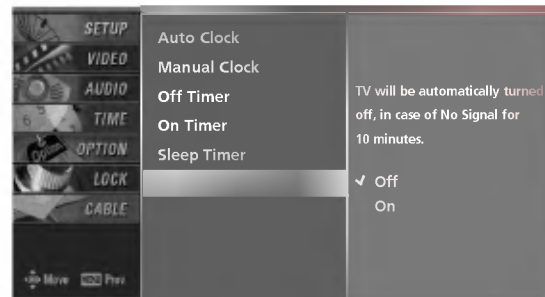 SETUP
VIDEO
AUDIO
TIME
OPTION
LOCK
CABLE
Move Prev.
Auto Clock
Manual Clock
Off Timer
On Timer
Sleep Timer
TV will be automatically turned
off, in case of No Signal for
10 minutes.
✓ Off
On